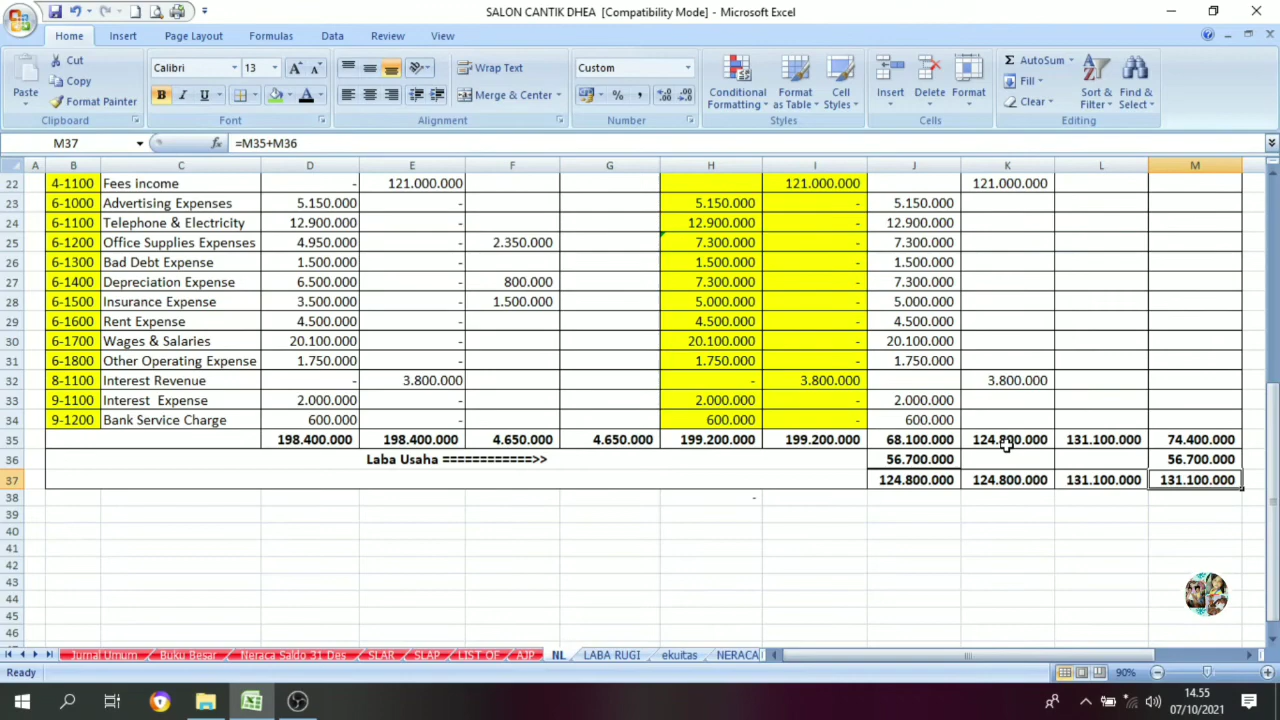 SALON CANTIK DHEA [Compatibility Mode] - Microsoft Excel
Home Insert Page Layout Formulas Data Review View
Paste Cut Copy Format Painter Clipboard
Calibri 13 B I U A Font
Wrap Text Merge & Center Alignment
Custom % , Number
Conditional Formatting Format as Table Cell Styles Styles
Insert Delete Format Cells
Σ AutoSum Fill Clear Sort & Filter Find & Select Editing
M37 fx =M35+M36
A B C D E F G H I J K L M
22 4-1100 Fees income - 121.000.000 121.000.000 121.000.000
23 6-1000 Advertising Expenses 5.150.000 - 5.150.000 - 5.150.000
24 6-1100 Telephone & Electricity 12.900.000 - 12.900.000 - 12.900.000
25 6-1200 Office Supplies Expenses 4.950.000 - 2.350.000 7.300.000 - 7.300.000
26 6-1300 Bad Debt Expense 1.500.000 - 1.500.000 - 1.500.000
27 6-1400 Depreciation Expense 6.500.000 - 800.000 7.300.000 - 7.300.000
28 6-1500 Insurance Expense 3.500.000 - 1.500.000 5.000.000 - 5.000.000
29 6-1600 Rent Expense 4.500.000 - 4.500.000 - 4.500.000
30 6-1700 Wages & Salaries 20.100.000 - 20.100.000 - 20.100.000
31 6-1800 Other Operating Expense 1.750.000 - 1.750.000 - 1.750.000
32 8-1100 Interest Revenue - 3.800.000 - 3.800.000 3.800.000
33 9-1100 Interest Expense 2.000.000 - 2.000.000 - 2.000.000
34 9-1200 Bank Service Charge 600.000 - 600.000 - 600.000
35 198.400.000 198.400.000 4.650.000 4.650.000 199.200.000 199.200.000 68.100.000 124.800.000 131.100.000 74.400.000
36 Laba Usaha ============>> 56.700.000 56.700.000
37 124.800.000 124.800.000 131.100.000 131.100.000
38 -
39
40
41
42
43
44
45
46
Jurnal Umum Buku Besar Neraca Saldo 31 Des SLAR SLAP LIST OF AJP NL LABA RUGI ekuitas NERACA
Ready 90%
14.55
07/10/2021